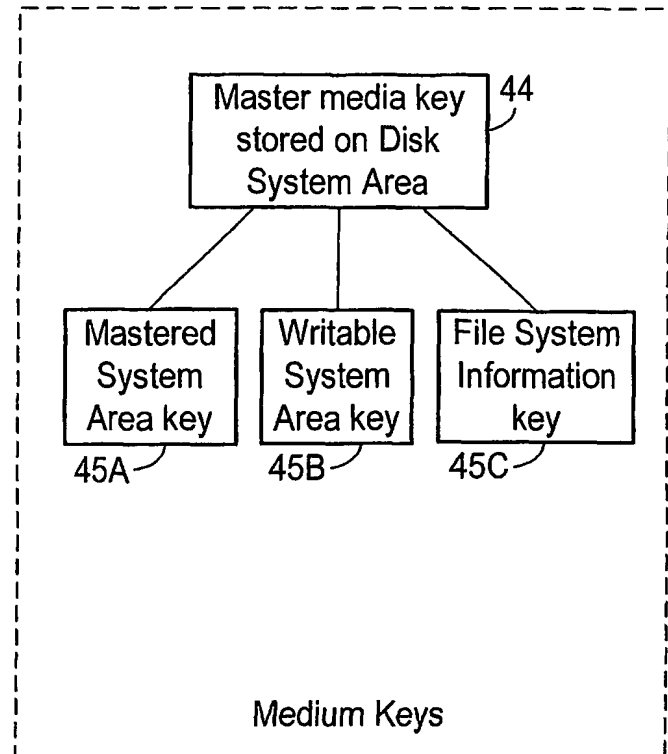 Master media key
stored on Disk
System Area
44
Mastered
System
Area key
45A
Writable
System
Area key
45B
File System
Information
key
45C
Medium Keys